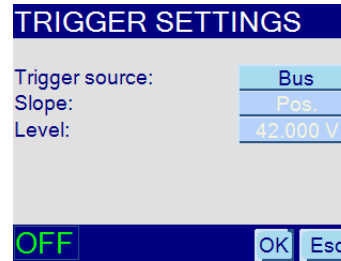 TRIGGER SETTINGS
Trigger source: Bus
Slope: Pos.
Level: 42.000 V
OFF OK Esc